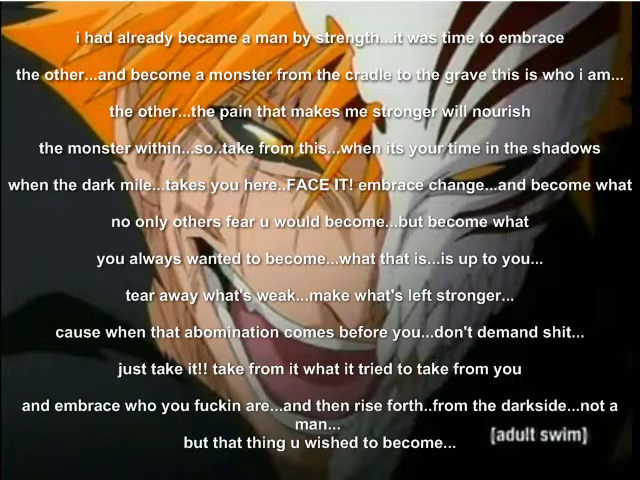 i had already became a man by strength...it was time to embrace
the other...and become a monster from the cradle to the grave this is who i am...
the other...the pain that makes me stronger will nourish
the monster within...so..take from this...when its your time in the shadows
when the dark mile...takes you here..FACE IT! embrace change...and become what
no only others fear u would become...but become what
you always wanted to become...what that is...is up to you...
tear away what's weak...make what's left stronger...
cause when that abomination comes before you...don't demand shit...
just take it!! take from it what it tried to take from you
and embrace who you fuckin are...and then rise forth..from the darkside...not a
man...
but that thing u wished to become...
[adult swim]